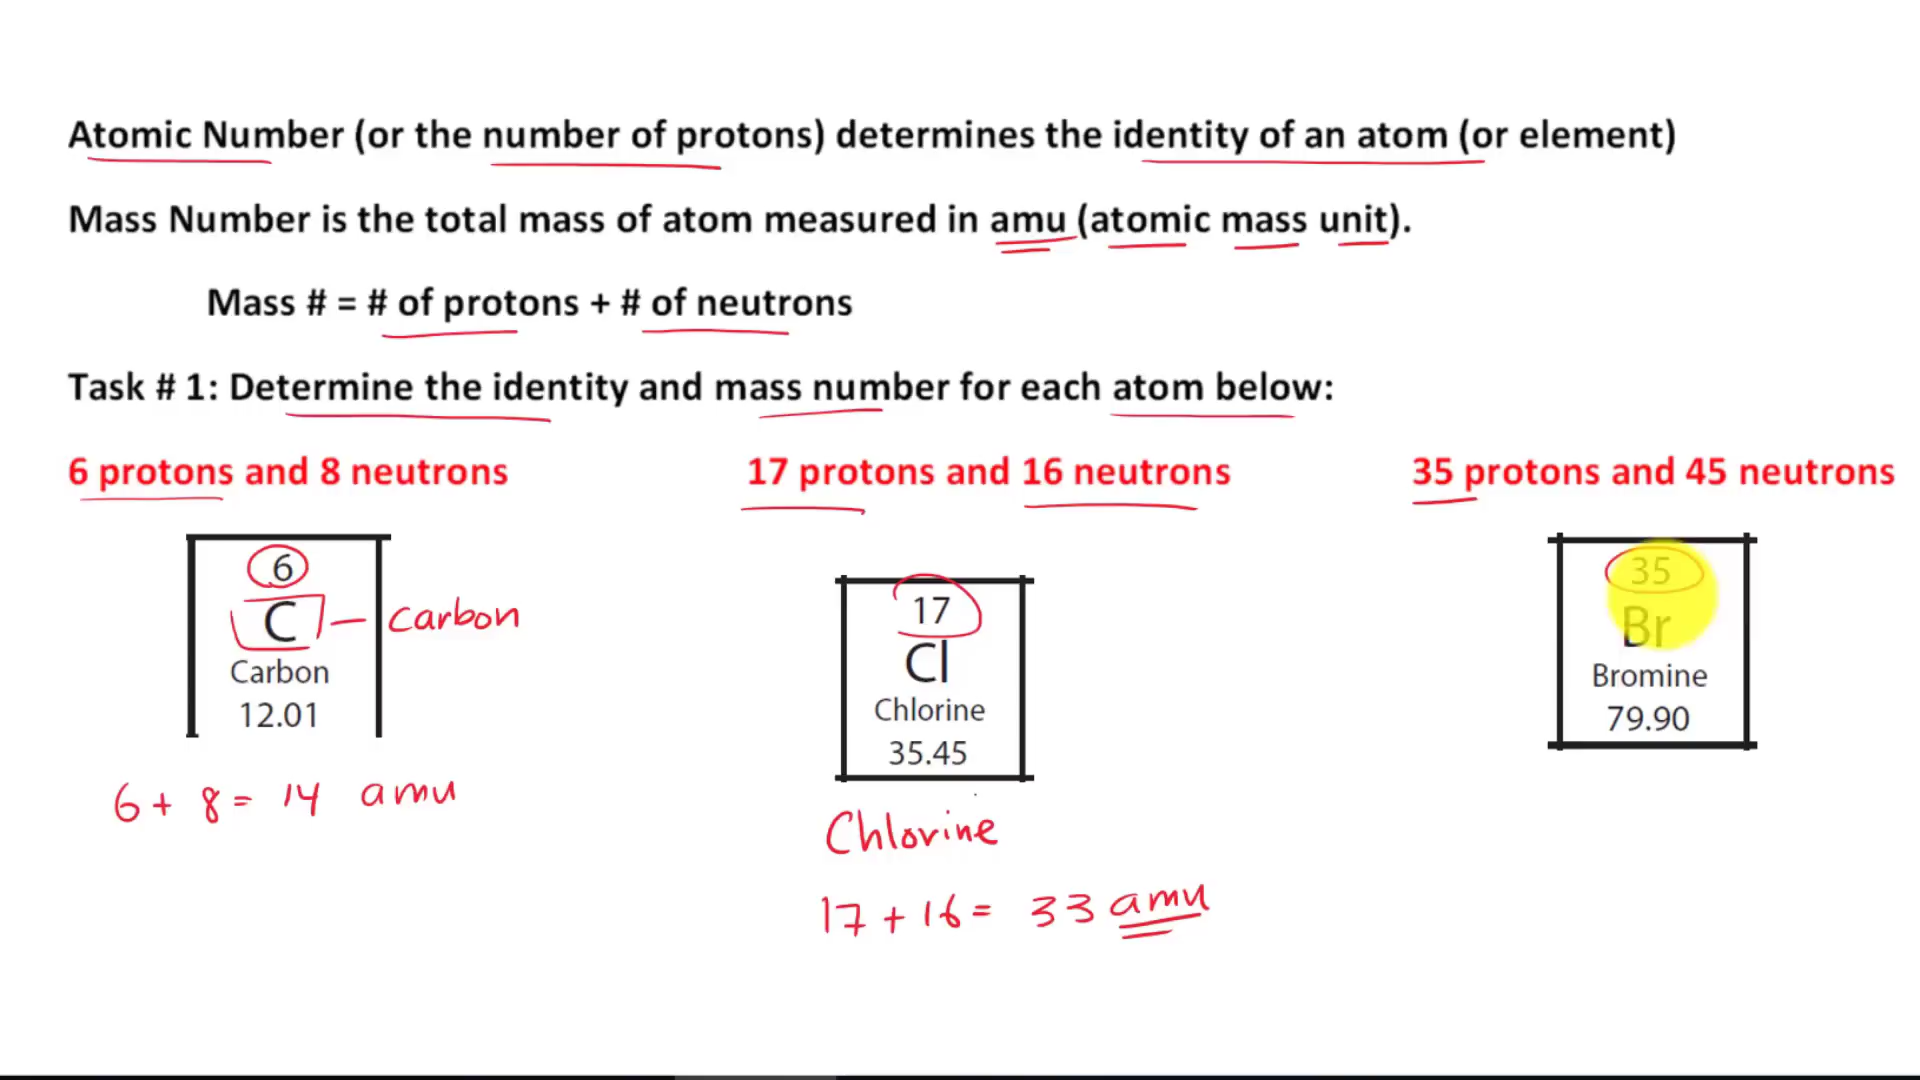 Atomic Number (or the number of protons) determines the identity of an atom (or element)
Mass Number is the total mass of atom measured in amu (atomic mass unit).
Mass # = # of protons + # of neutrons
Task # 1: Determine the identity and mass number for each atom below:
6 protons and 8 neutrons
6
C
Carbon
12.01
carbon
6 + 8 = 14 amu
17 protons and 16 neutrons
17
Cl
Chlorine
35.45
Chlorine
17 + 16 = 33 amu
35 protons and 45 neutrons
35
Br
Bromine
79.90